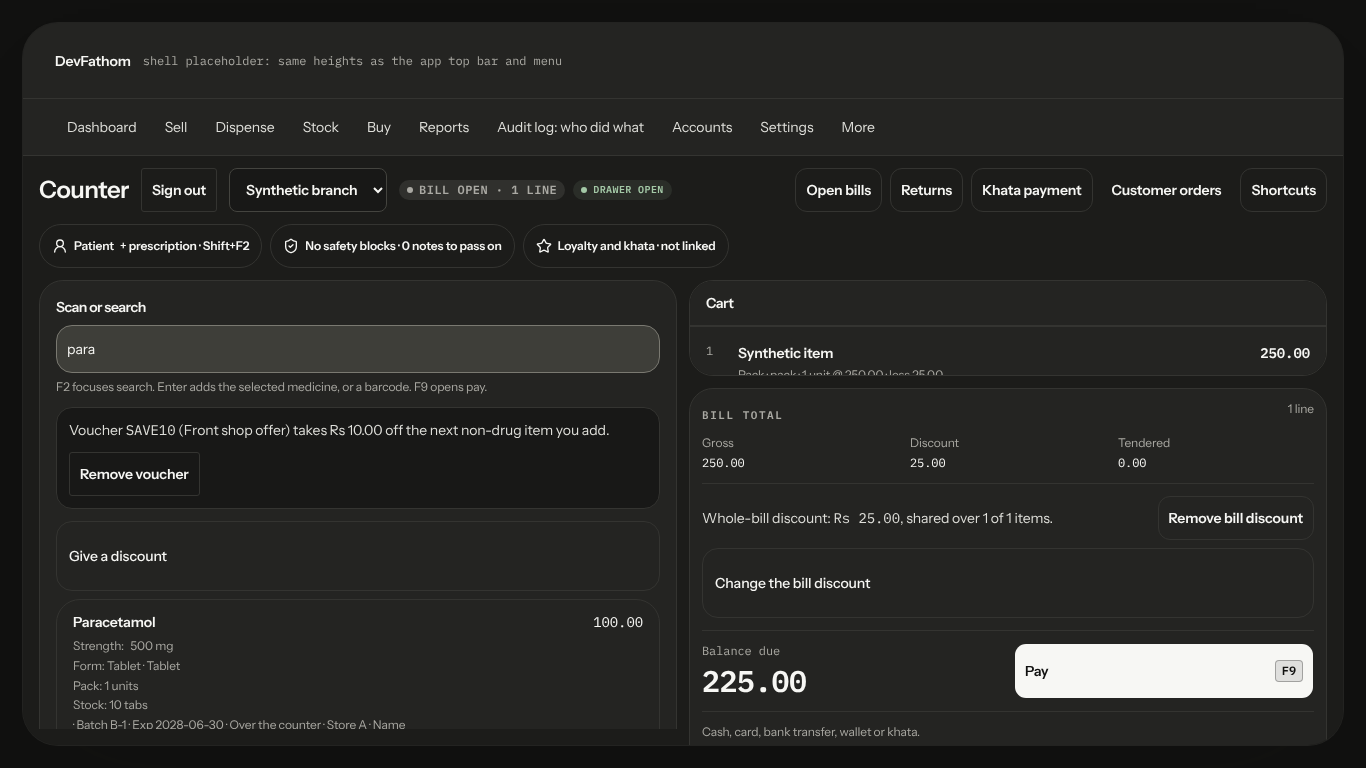 DevFathom shell placeholder: same heights as the app top bar and menu
Dashboard Sell Dispense Stock Buy Reports Audit log: who did what Accounts Settings More
Counter Sign out Synthetic branch BILL OPEN · 1 LINE DRAWER OPEN Open bills Returns Khata payment Customer orders Shortcuts
Patient + prescription · Shift+F2 No safety blocks · 0 notes to pass on Loyalty and khata · not linked
Scan or search
para
F2 focuses search. Enter adds the selected medicine, or a barcode. F9 opens pay.
Voucher SAVE10 (Front shop offer) takes Rs 10.00 off the next non-drug item you add.
Remove voucher
Give a discount
Paracetamol 100.00
Strength: 500 mg
Form: Tablet · Tablet
Pack: 1 units
Stock: 10 tabs
· Batch B-1 · Exp 2028-06-30 · Over the counter · Store A · Name
Cart
1 Synthetic item 250.00
Pack · pack · 1 unit @ 250.00 · less 25.00
BILL TOTAL 1 line
Gross Discount Tendered
250.00 25.00 0.00
Whole-bill discount: Rs 25.00, shared over 1 of 1 items. Remove bill discount
Change the bill discount
Balance due
225.00
Pay F9
Cash, card, bank transfer, wallet or khata.